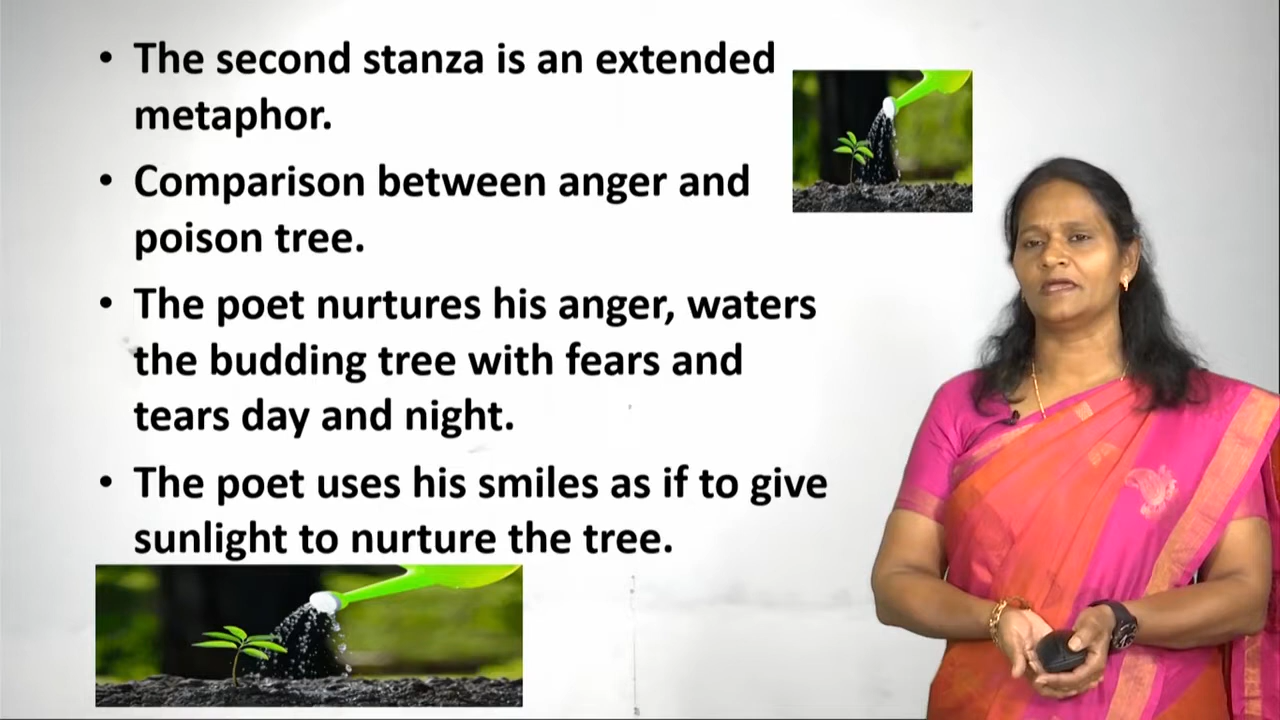 • The second stanza is an extended
metaphor.
• Comparison between anger and
poison tree.
• The poet nurtures his anger, waters
the budding tree with fears and
tears day and night.
• The poet uses his smiles as if to give
sunlight to nurture the tree.